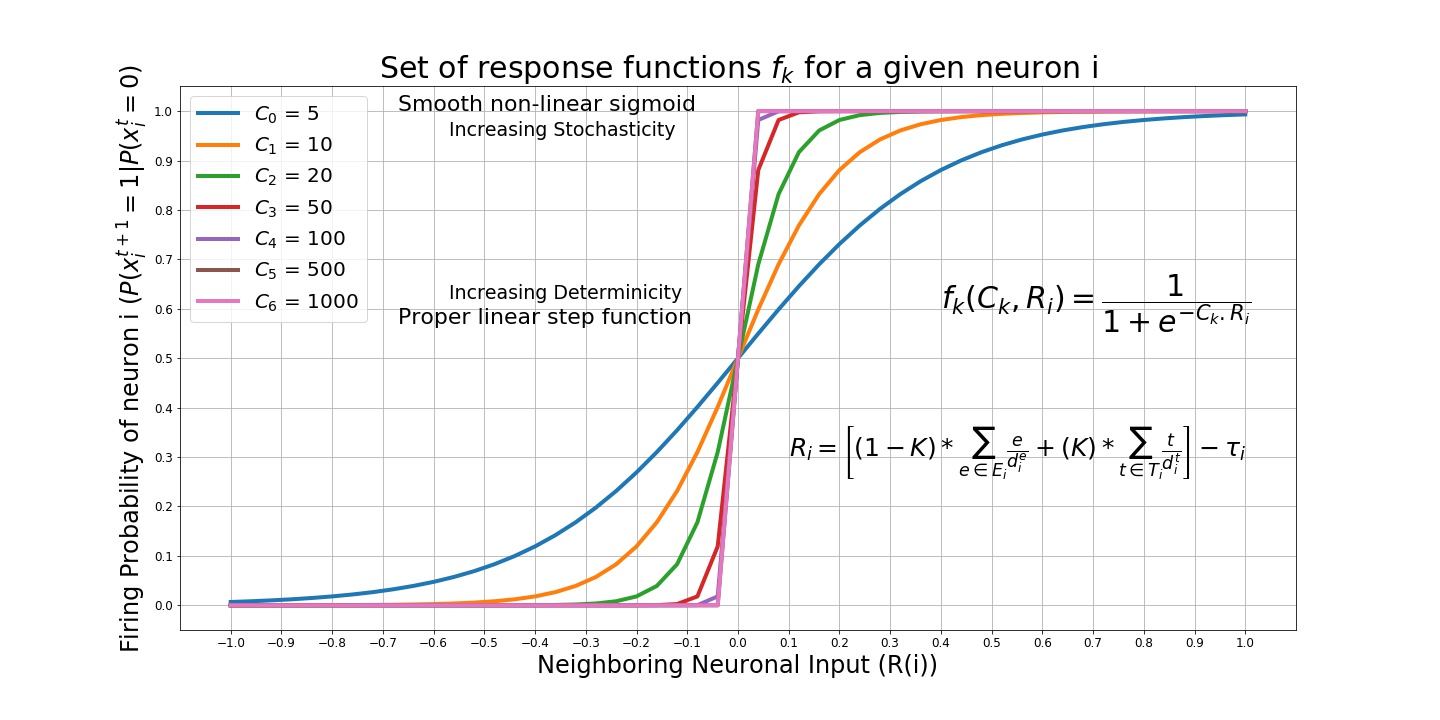 Set of response functions $f_k$ for a given neuron i
Firing Probability of neuron i ($P(x_i^{t+1} = 1|P(x_i^t = 0)$
1.0
0.9
0.8
0.7
0.6
0.5
0.4
0.3
0.2
0.1
0.0
$C_0$ = 5
$C_1$ = 10
$C_2$ = 20
$C_3$ = 50
$C_4$ = 100
$C_5$ = 500
$C_6$ = 1000
Smooth non-linear sigmoid
Increasing Stochasticity
Increasing Determinicity
Proper linear step function
$f_k(C_k, R_i) = \frac{1}{1 + e^{-C_k . R_i}}$
$R_i = \left[(1 - K) * \sum_{e \in E_i} \frac{e}{d_i^e} + (K) * \sum_{t \in T_i} \frac{t}{d_i^t}\right] - \tau_i$
−1.0 −0.9 −0.8 −0.7 −0.6 −0.5 −0.4 −0.3 −0.2 −0.1 0.0 0.1 0.2 0.3 0.4 0.5 0.6 0.7 0.8 0.9 1.0
Neighboring Neuronal Input (R(i))